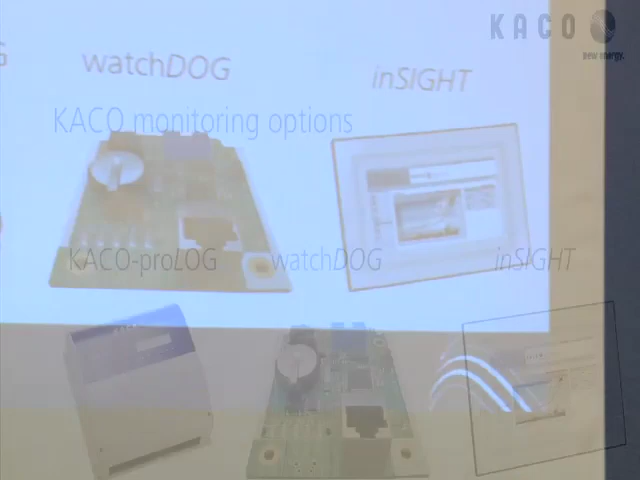 KACO
new energy.
G watchDOG inSIGHT
KACO monitoring options
KACO-proLOG watchDOG inSIGHT